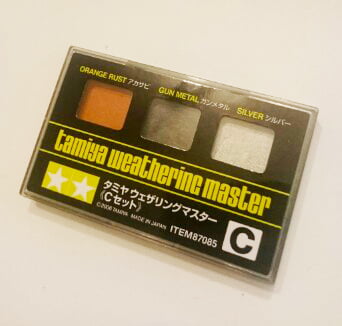 ORANGE RUST アカサビ GUN METAL ガンメタル SILVER シルバー
tamiya weathering master
タミヤ ウェザリングマスター
《Cセット》
©2006 TAMIYA MADE IN JAPAN ITEM87085
C